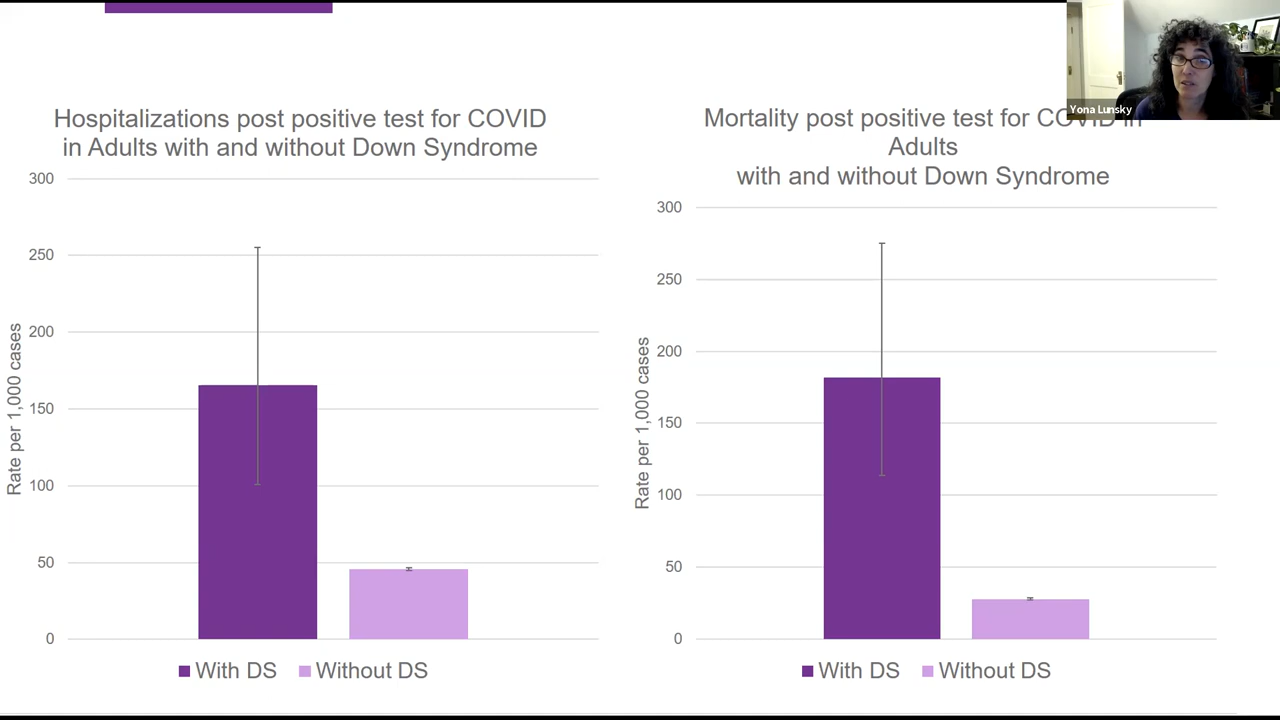 Yona Lunsky
Hospitalizations post positive test for COVID
in Adults with and without Down Syndrome
300
250
200
150
100
50
0
Rate per 1,000 cases
With DS
Without DS
Mortality post positive test for COVID in
Adults
with and without Down Syndrome
300
250
200
150
100
50
0
Rate per 1,000 cases
With DS
Without DS